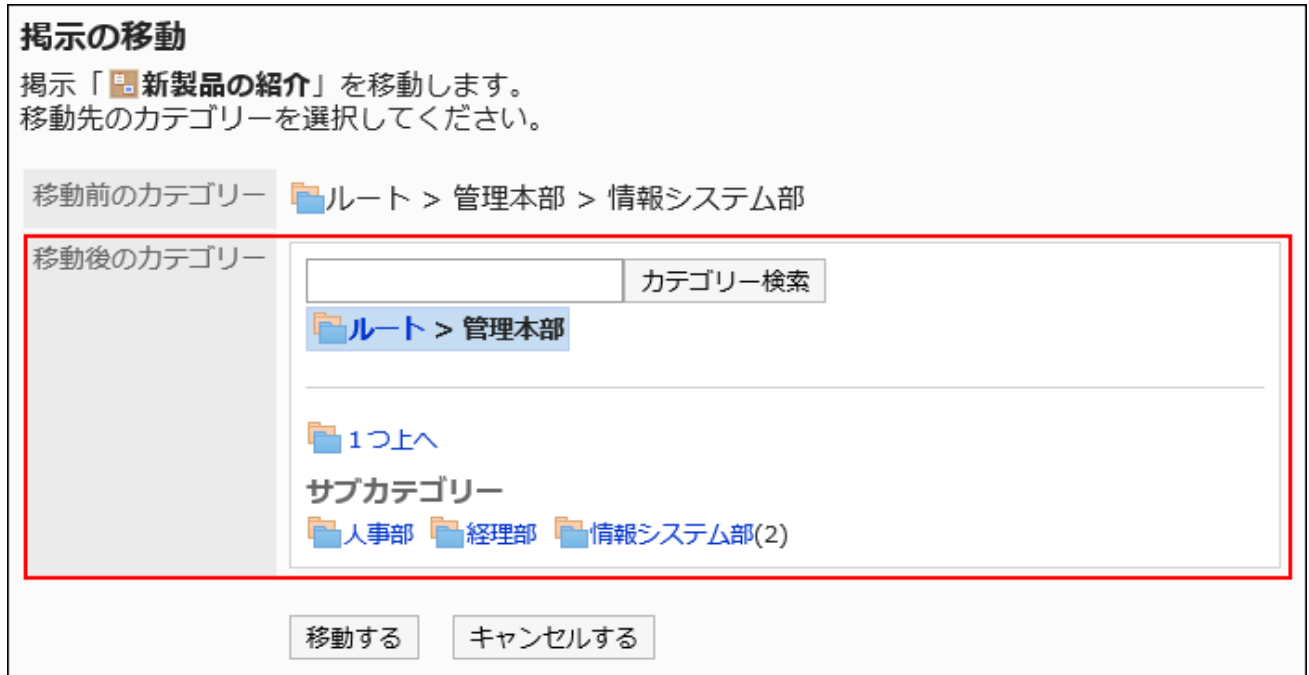 掲示の移動
掲示「新製品の紹介」を移動します。
移動先のカテゴリーを選択してください。
移動前のカテゴリー ルート > 管理本部 > 情報システム部
移動後のカテゴリー
カテゴリー検索
ルート > 管理本部
1つ上へ
サブカテゴリー
人事部 経理部 情報システム部(2)
移動する キャンセルする